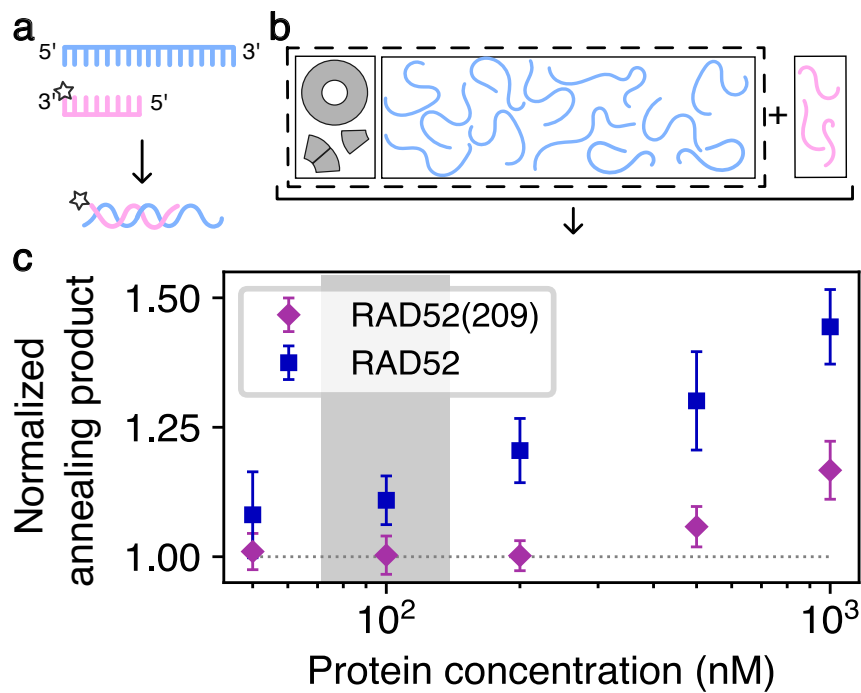 a
5' 3'
3' 5'
b
+
c
Normalized
annealing product
1.50
1.25
1.00
RAD52(209)
RAD52
10²
10³
Protein concentration (nM)